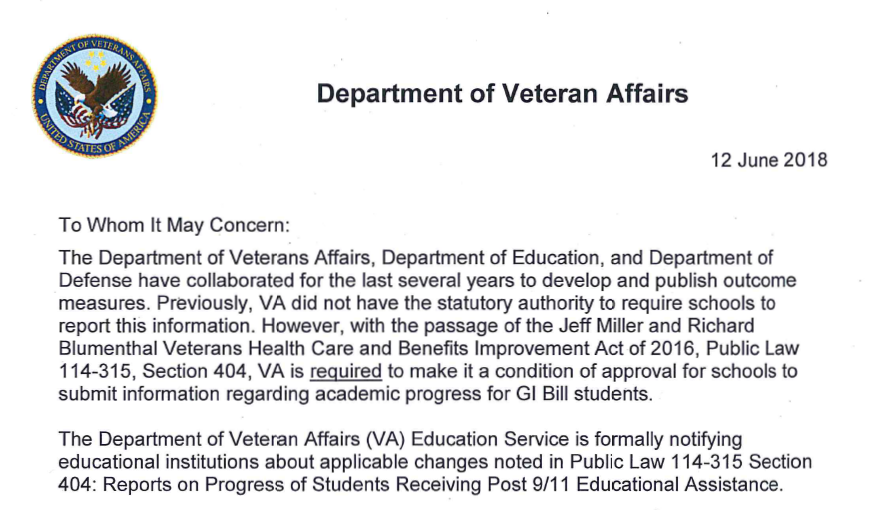 DEPARTMENT OF VETERANS AFFAIRS
UNITED STATES OF AMERICA
Department of Veteran Affairs
12 June 2018
To Whom It May Concern:
The Department of Veterans Affairs, Department of Education, and Department of
Defense have collaborated for the last several years to develop and publish outcome
measures. Previously, VA did not have the statutory authority to require schools to
report this information. However, with the passage of the Jeff Miller and Richard
Blumenthal Veterans Health Care and Benefits Improvement Act of 2016, Public Law
114-315, Section 404, VA is required to make it a condition of approval for schools to
submit information regarding academic progress for GI Bill students.
The Department of Veteran Affairs (VA) Education Service is formally notifying
educational institutions about applicable changes noted in Public Law 114-315 Section
404: Reports on Progress of Students Receiving Post 9/11 Educational Assistance.